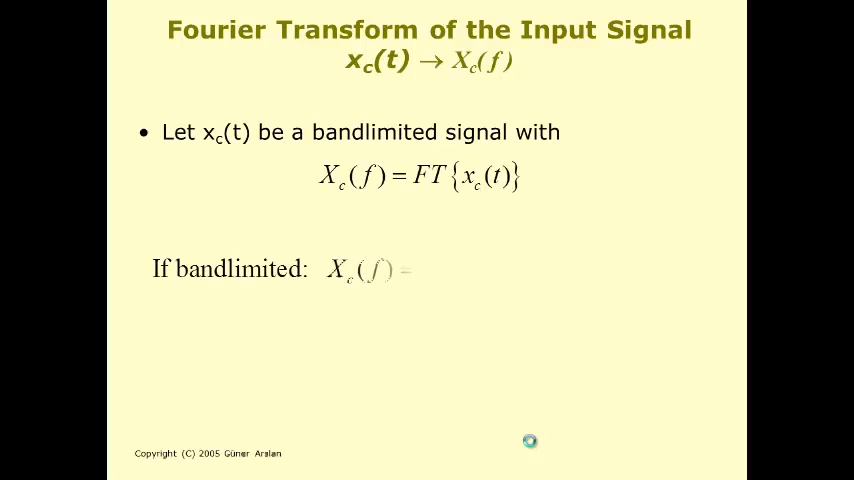 Fourier Transform of the Input Signal
x_c(t) → X_c(f)
• Let x_c(t) be a bandlimited signal with
X_c(f) = FT{x_c(t)}
If bandlimited: X_c(f) =
Copyright (C) 2005 Güner Arslan